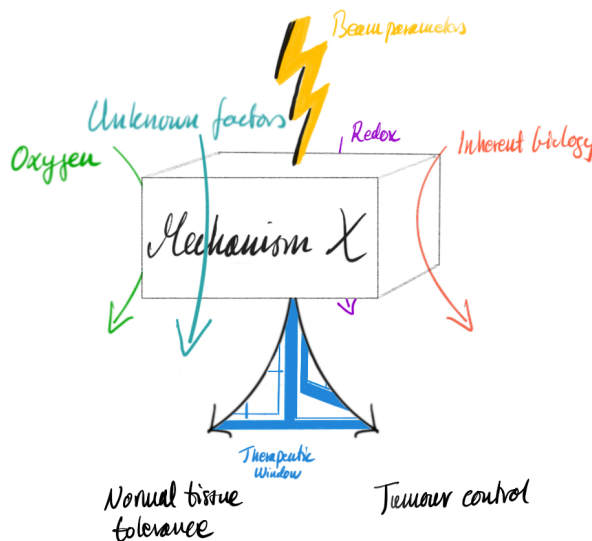 Beam parameters
Unknown factors
Redox
Oxygen
Inherent biology
Mechanism X
Therapeutic
Window
Normal tissue
tolerance
Tumour control